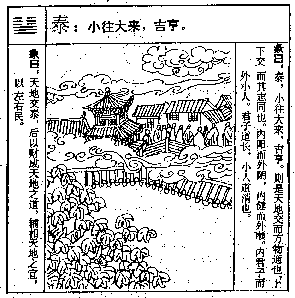 泰：小往大来，吉亨。
彖曰，泰，小往大来，吉亨。则是天地交而万物通也，上
下交而其志同也。内阳而外阴，内健而外顺，内君子而
外小人，君子道长，小人道消也。
象曰，天地交泰，后以财成天地之道，辅相天地之宜，
以左右民。